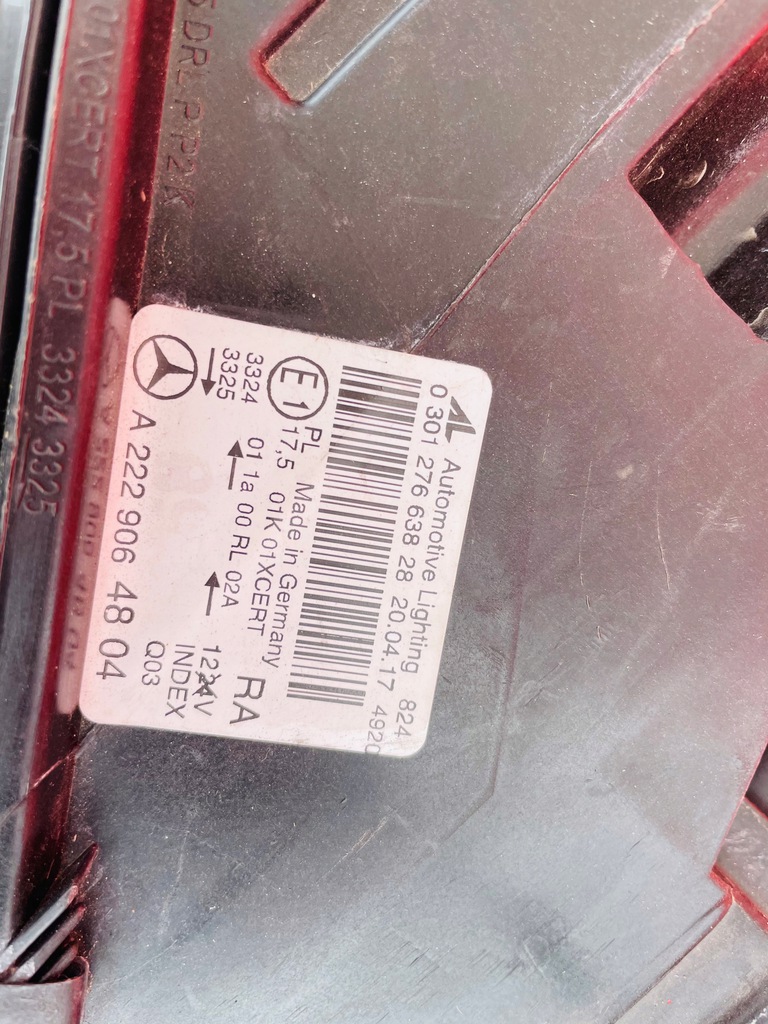 Automotive Lighting 824
0 301 276 638 28 20.04.17 4920
E1
PL Made in Germany
17,5 01K 01XCERT
3324 01 1a 00 RL 02A RA
3325
12V
INDEX
Q03
A 222 906 48 04
DRL P P2
01XCERT 17,5 PL 3324 3325